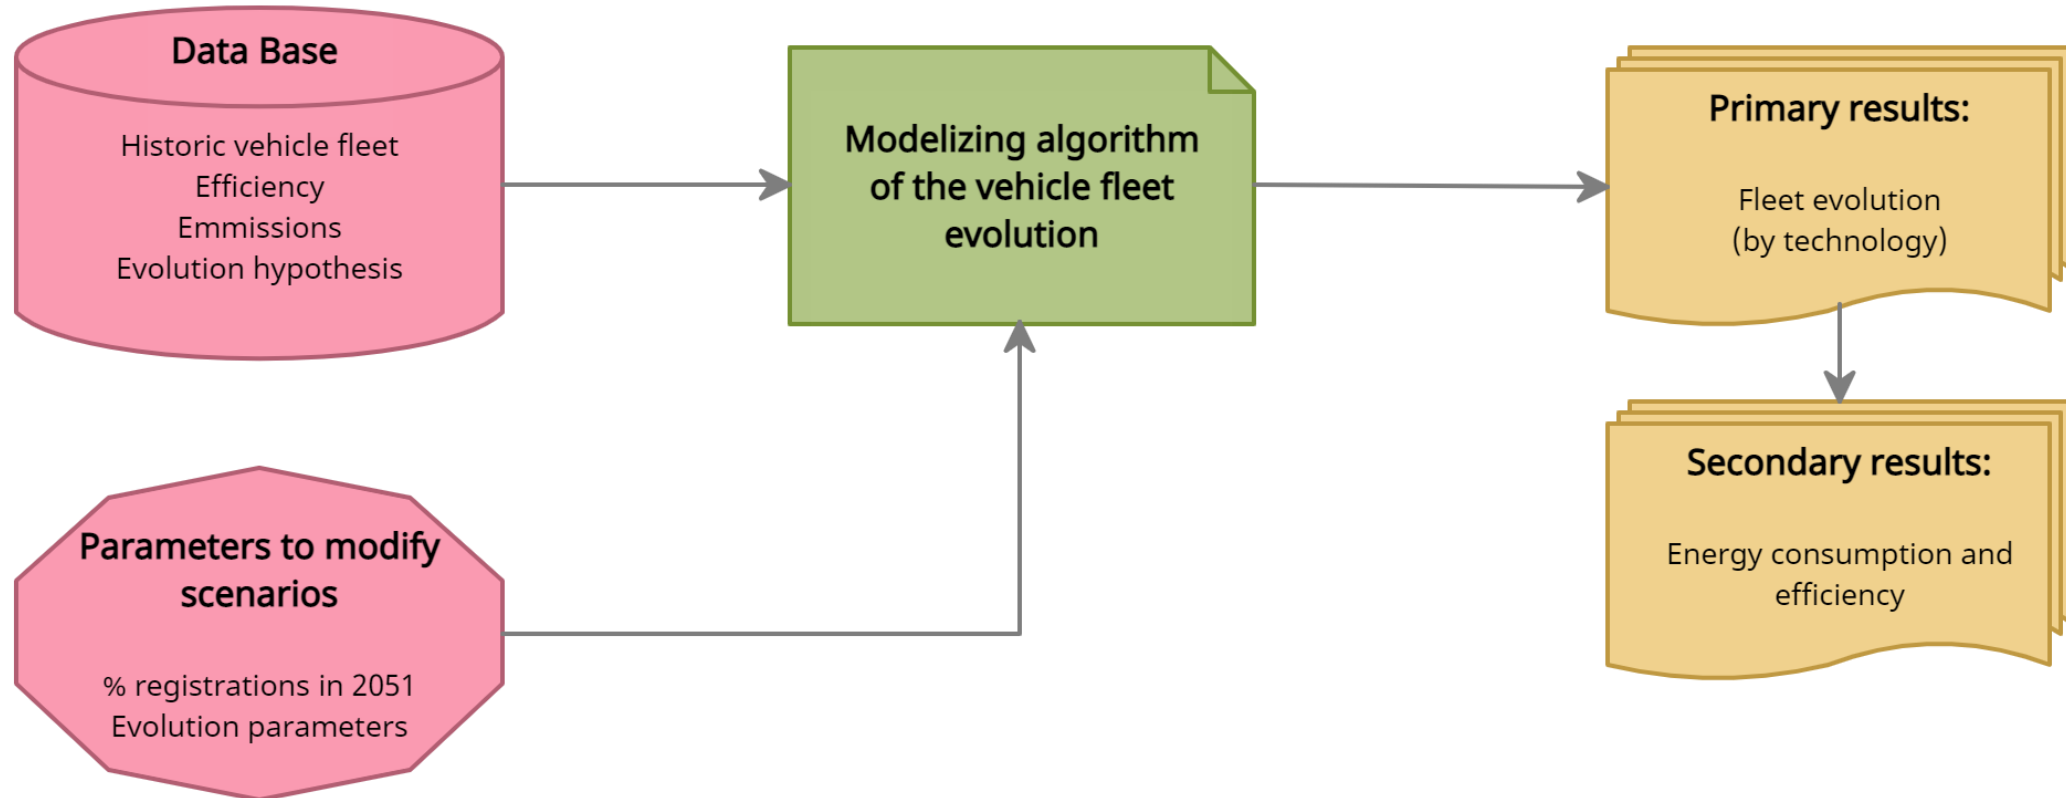 Data Base
Historic vehicle fleet
Efficiency
Emmissions
Evolution hypothesis
Parameters to modify
scenarios
% registrations in 2051
Evolution parameters
Modelizing algorithm
of the vehicle fleet
evolution
Primary results:
Fleet evolution
(by technology)
Secondary results:
Energy consumption and
efficiency